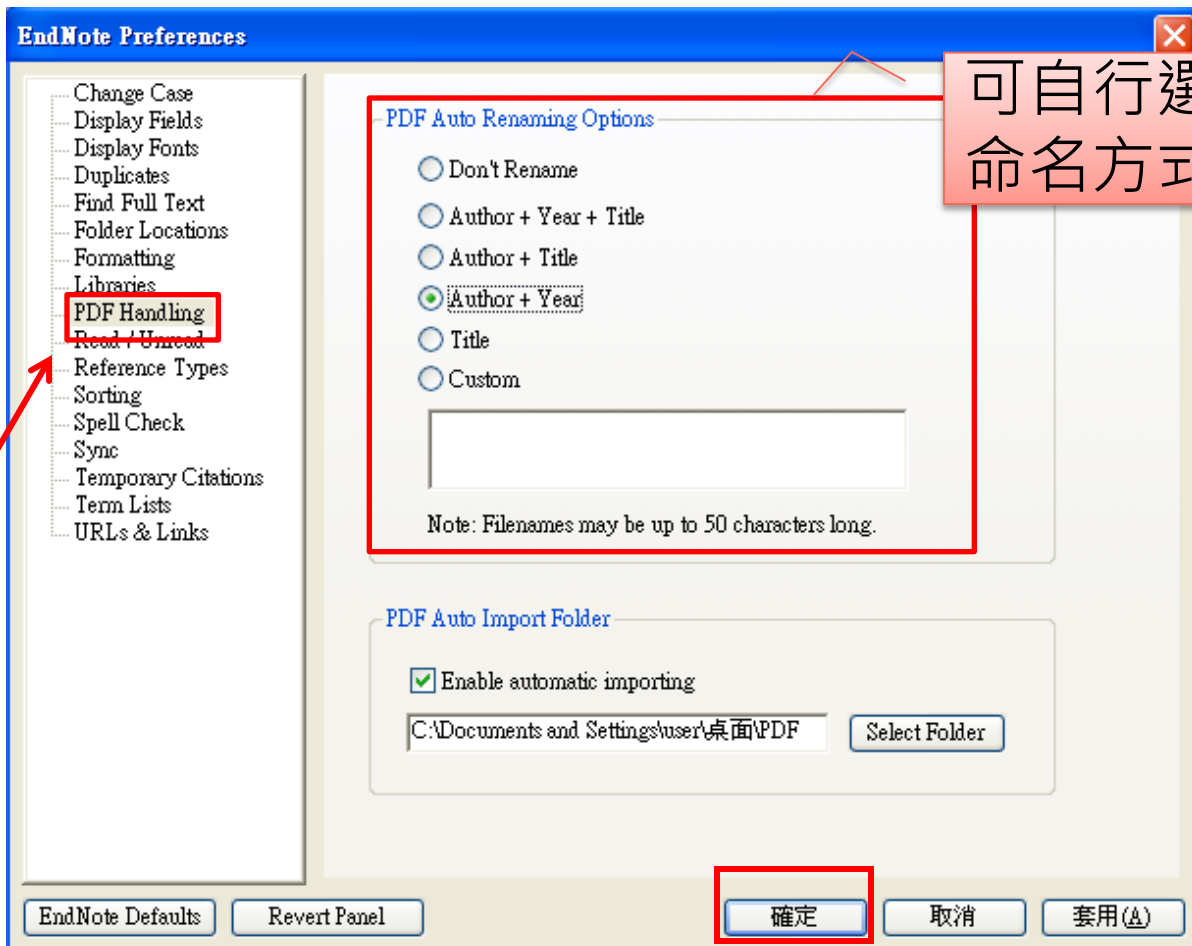 EndNote Preferences
可自行選
命名方式
Change Case
Display Fields
Display Fonts
Duplicates
Find Full Text
Folder Locations
Formatting
Libraries
PDF Handling
Read / Unread
Reference Types
Sorting
Spell Check
Sync
Temporary Citations
Term Lists
URLs & Links
PDF Auto Renaming Options
Don't Rename
Author + Year + Title
Author + Title
Author + Year
Title
Custom
Note: Filenames may be up to 50 characters long.
PDF Auto Import Folder
Enable automatic importing
C:\Documents and Settings\user\桌面\PDF
Select Folder
EndNote Defaults
Revert Panel
確定
取消
套用(A)